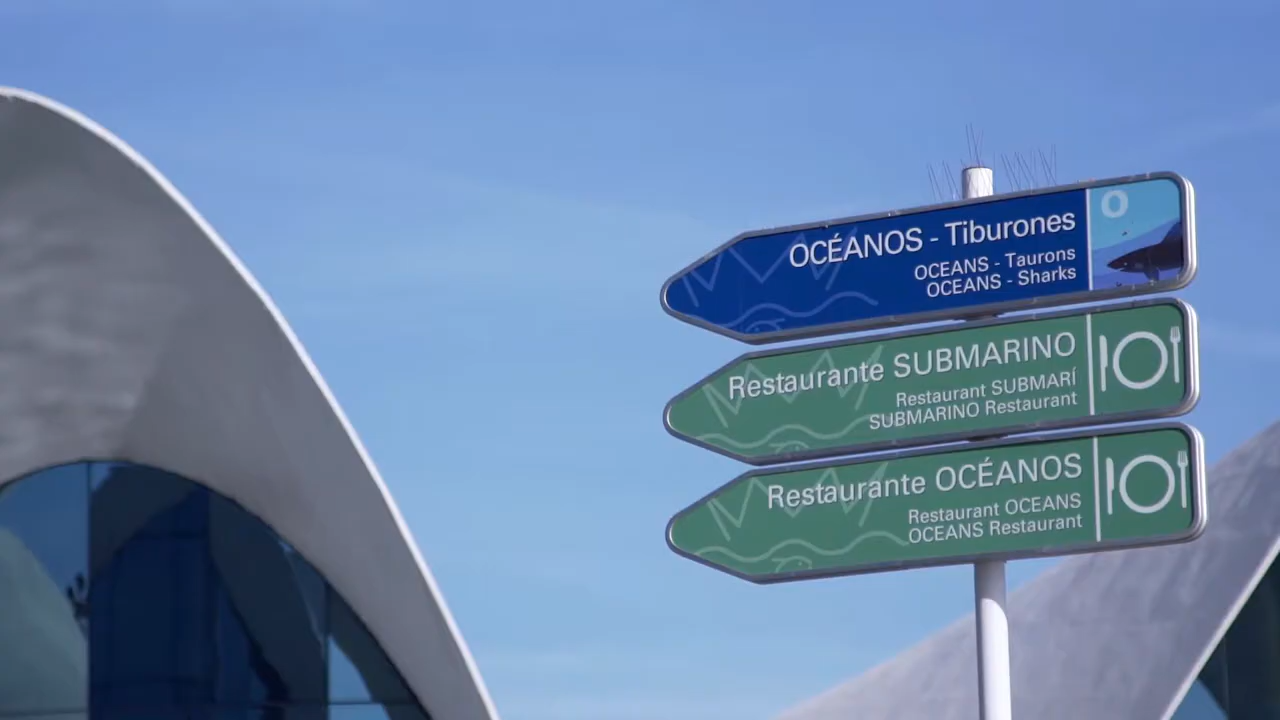 OCÉANOS - Tiburones
OCEANS - Taurons
OCEANS - Sharks
O
Restaurante SUBMARINO
Restaurant SUBMARÍ
SUBMARINO Restaurant
Restaurante OCÉANOS
Restaurant OCEANS
OCEANS Restaurant